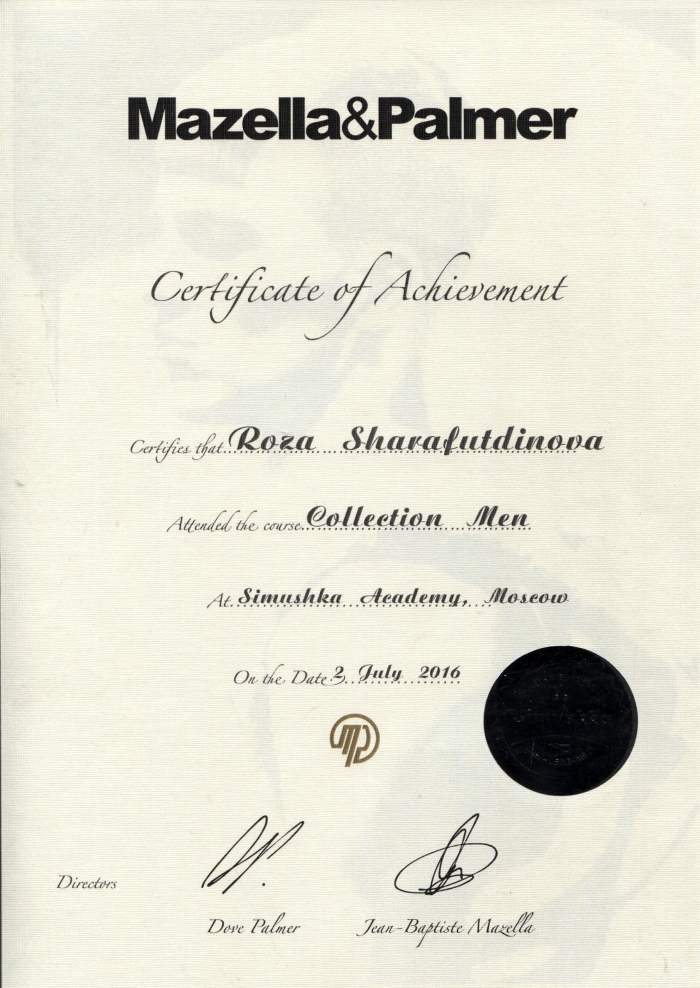 Mazella&Palmer
Certificate of Achievement
Certifies that Roza Sharafutdinova
Attended the course Collection Men
At Simushka Academy, Moscow
On the Date 2 July 2016
Directors
Dove Palmer Jean-Baptiste Mazella